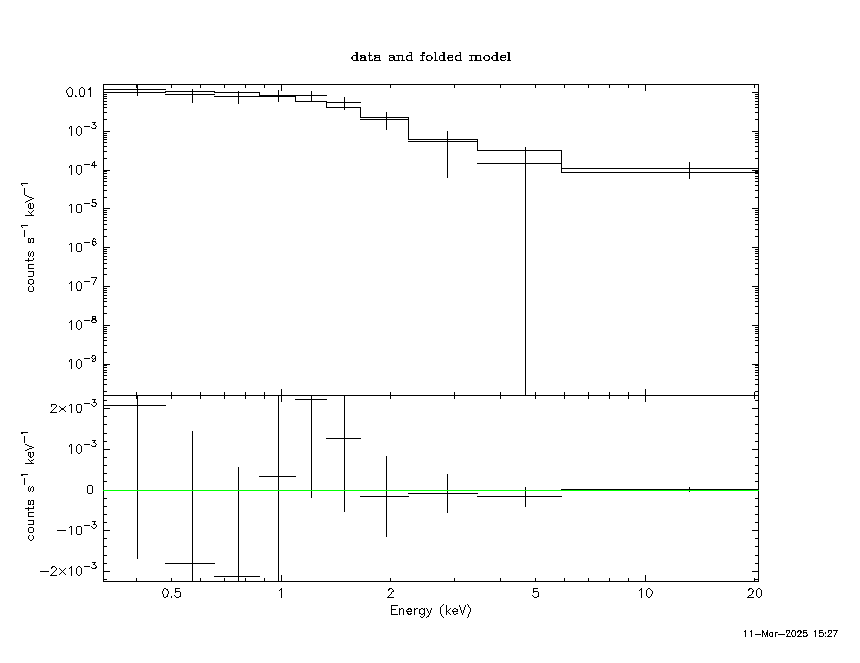 data and folded model
0.01
10⁻³
10⁻⁴
10⁻⁵
10⁻⁶
10⁻⁷
10⁻⁸
10⁻⁹
counts s⁻¹ keV⁻¹
2×10⁻³
10⁻³
0
−10⁻³
−2×10⁻³
counts s⁻¹ keV⁻¹
0.5 1 2 5 10 20
Energy (keV)
11-Mar-2025 15:27